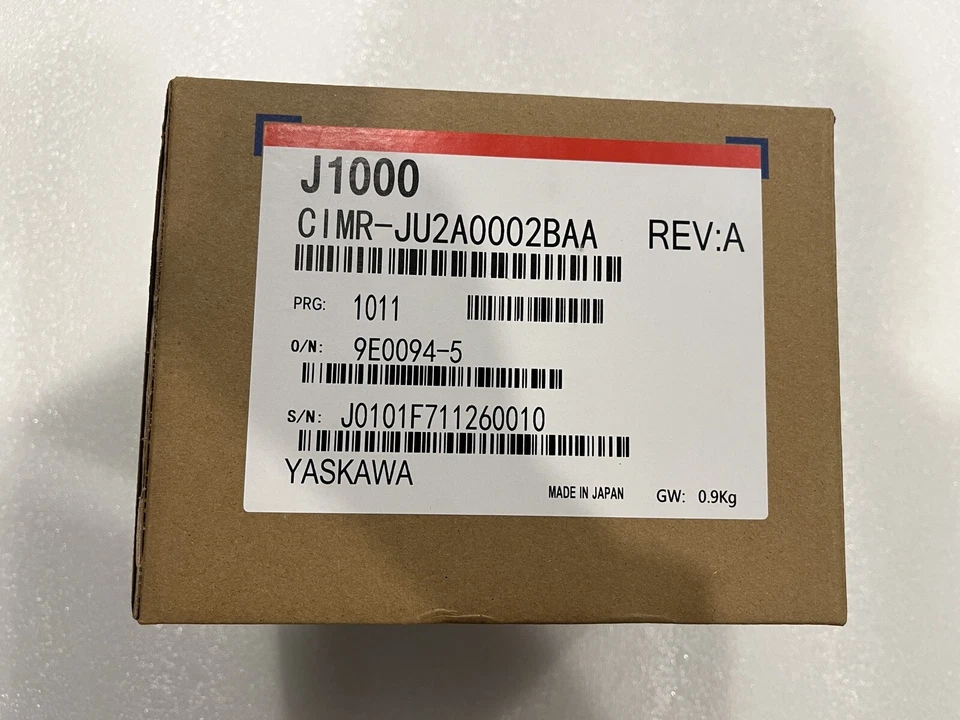 J1000
CIMR-JU2A0002BAA REV:A
PRG: 1011
O/N: 9E0094-5
S/N: J0101F711260010
YASKAWA
MADE IN JAPAN GW: 0.9Kg